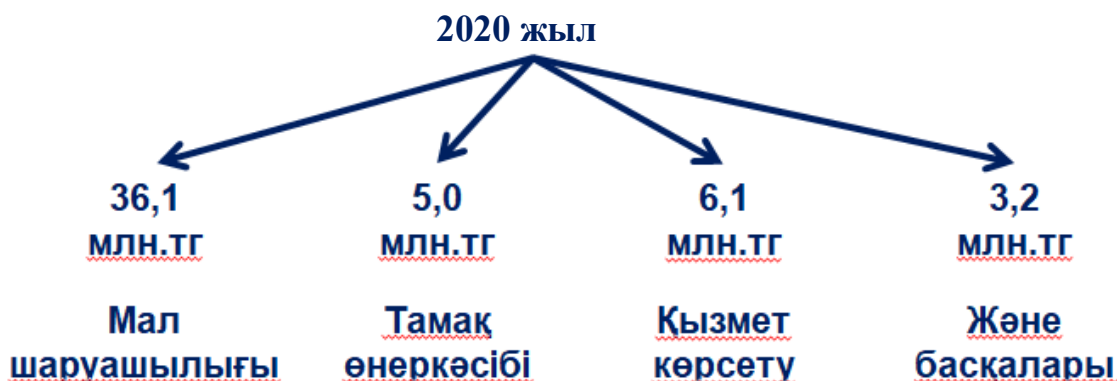 2020 жыл
36,1
млн.тг
Мал
шаруашылығы
5,0
млн.тг
Тамақ
өнеркәсібі
6,1
млн.тг
Қызмет
көрсету
3,2
млн.тг
Және
басқалары